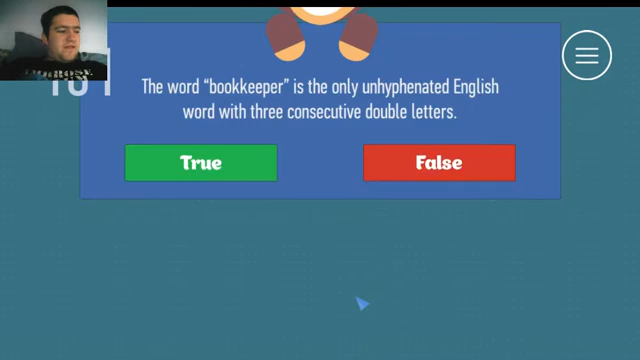 The word “bookkeeper” is the only unhyphenated English
word with three consecutive double letters.
True
False